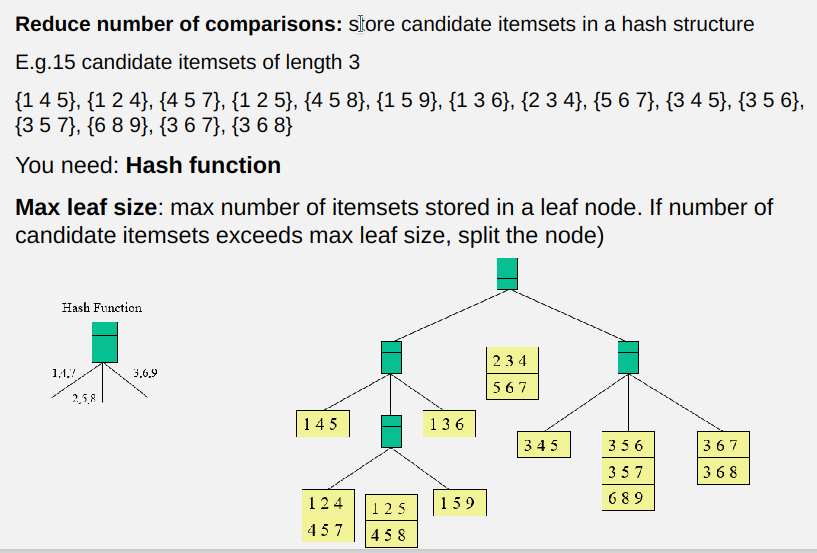 Reduce number of comparisons: store candidate itemsets in a hash structure
E.g.15 candidate itemsets of length 3
{1 4 5}, {1 2 4}, {4 5 7}, {1 2 5}, {4 5 8}, {1 5 9}, {1 3 6}, {2 3 4}, {5 6 7}, {3 4 5}, {3 5 6},
{3 5 7}, {6 8 9}, {3 6 7}, {3 6 8}
You need: Hash function
Max leaf size: max number of itemsets stored in a leaf node. If number of
candidate itemsets exceeds max leaf size, split the node)
Hash Function
1,4,7
3,6,9
2,5,8
2 3 4
5 6 7
1 4 5
1 3 6
3 4 5
3 5 6
3 6 7
3 5 7
3 6 8
6 8 9
1 2 4
4 5 7
1 2 5
4 5 8
1 5 9